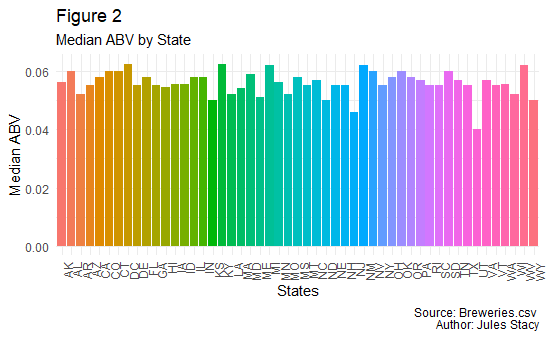 Figure 2
Median ABV by State
0.06
0.04
0.02
0.00
Median ABV
AK AL AR AZ CA CO CT DC DE FL GA HI IA ID IL IN KS KY LA MA MD ME MI MN MO MS MT NC ND NE NH NJ NM NV NY OH OK OR PA RI SC SD TN TX UT VA VT WA WI WV WY
States
Source: Breweries.csv
Author: Jules Stacy